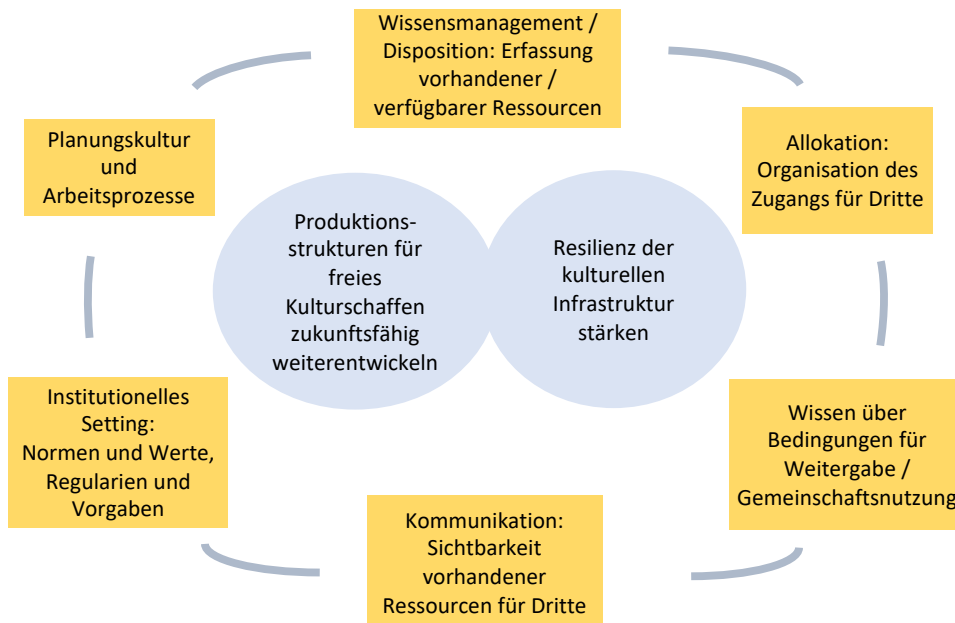 Wissensmanagement /
Disposition: Erfassung
vorhandener /
verfügbarer Ressourcen
Allokation:
Organisation des
Zugangs für Dritte
Wissen über
Bedingungen für
Weitergabe /
Gemeinschaftsnutzung
Kommunikation:
Sichtbarkeit
vorhandener
Ressourcen für Dritte
Institutionelles
Setting:
Normen und Werte,
Regularien und
Vorgaben
Planungskultur
und
Arbeitsprozesse
Produktions-
strukturen für
freies
Kulturschaffen
zukunftsfähig
weiterentwickeln
Resilienz der
kulturellen
Infrastruktur
stärken